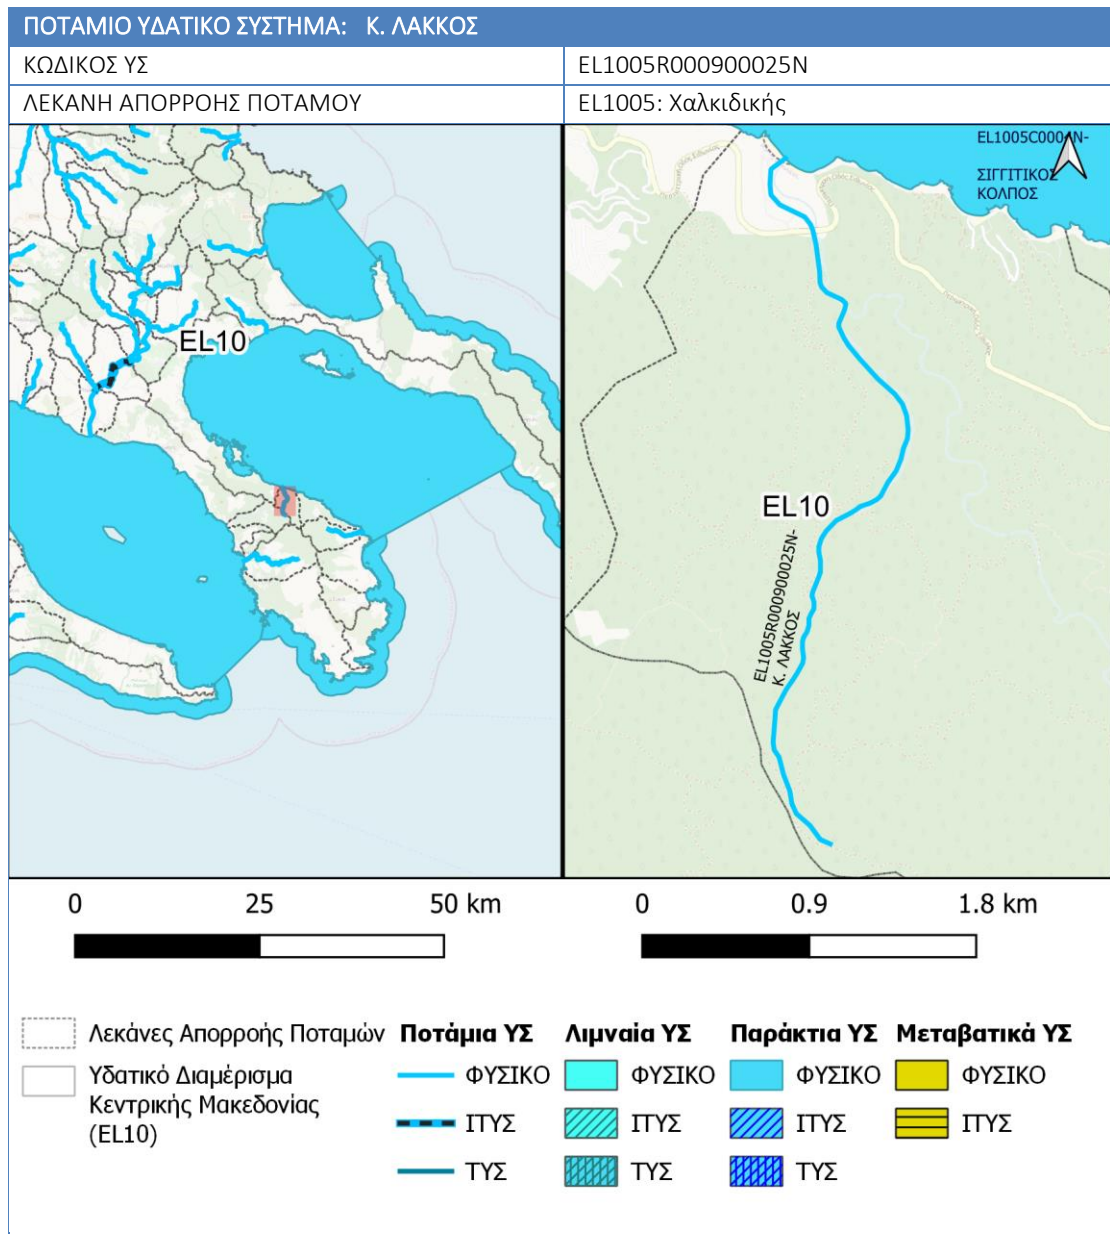 ΠΟΤΑΜΙΟ ΥΔΑΤΙΚΟ ΣΥΣΤΗΜΑ: Κ. ΛΑΚΚΟΣ
ΚΩΔΙΚΟΣ ΥΣ EL1005R000900025N
ΛΕΚΑΝΗ ΑΠΟΡΡΟΗΣ ΠΟΤΑΜΟΥ EL1005: Χαλκιδικής
EL10
ΣΙΓΓΙΤΙΚΟΣ
ΚΟΛΠΟΣ
EL10
EL1005R000900025N-
Κ. ΛΑΚΚΟΣ
0 25 50 km
0 0.9 1.8 km
Λεκάνες Απορροής Ποταμών
Υδατικό Διαμέρισμα
Κεντρικής Μακεδονίας
(EL10)
Ποτάμια ΥΣ
ΦΥΣΙΚΟ
ΙΤΥΣ
ΤΥΣ
Λιμναία ΥΣ
ΦΥΣΙΚΟ
ΙΤΥΣ
ΤΥΣ
Παράκτια ΥΣ
ΦΥΣΙΚΟ
ΙΤΥΣ
ΤΥΣ
Μεταβατικά ΥΣ
ΦΥΣΙΚΟ
ΙΤΥΣ